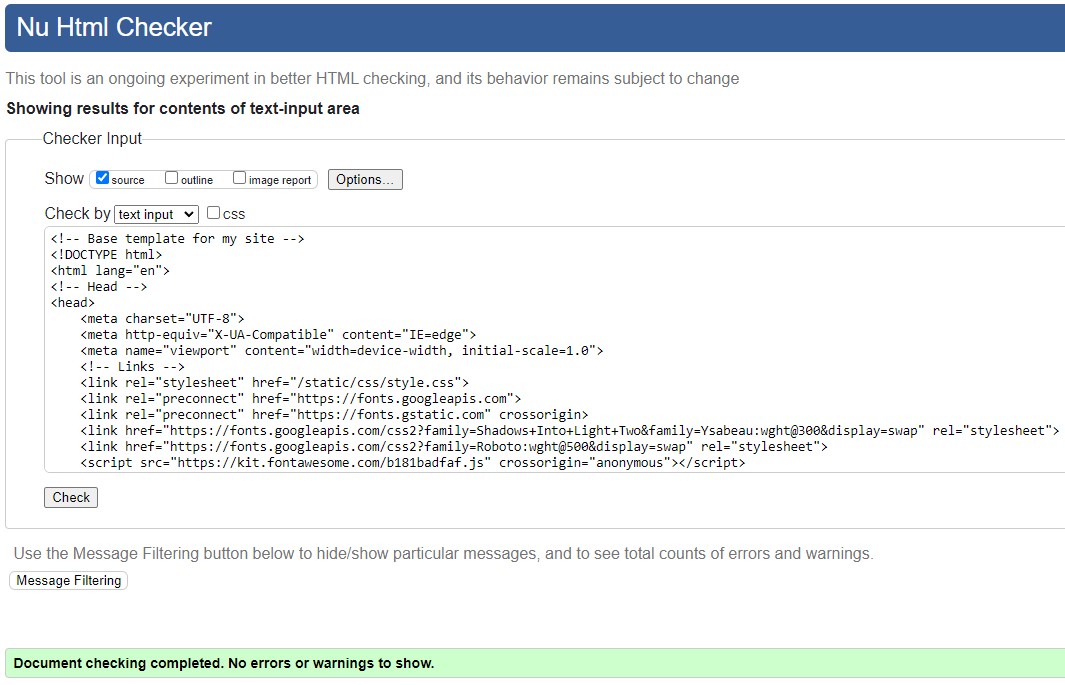 Nu Html Checker
This tool is an ongoing experiment in better HTML checking, and its behavior remains subject to change
Showing results for contents of text-input area
Checker Input
Show source outline image report Options...
Check by text input css
<!-- Base template for my site -->
<!DOCTYPE html>
<html lang="en">
<!-- Head -->
<head>
    <meta charset="UTF-8">
    <meta http-equiv="X-UA-Compatible" content="IE=edge">
    <meta name="viewport" content="width=device-width, initial-scale=1.0">
    <!-- Links -->
    <link rel="stylesheet" href="/static/css/style.css">
    <link rel="preconnect" href="https://fonts.googleapis.com">
    <link rel="preconnect" href="https://fonts.gstatic.com" crossorigin>
    <link href="https://fonts.googleapis.com/css2?family=Shadows+Into+Light+Two&family=Ysabeau:wght@300&display=swap" rel="stylesheet">
    <link href="https://fonts.googleapis.com/css2?family=Roboto:wght@500&display=swap" rel="stylesheet">
    <script src="https://kit.fontawesome.com/b181badfaf.js" crossorigin="anonymous"></script>
Check
Use the Message Filtering button below to hide/show particular messages, and to see total counts of errors and warnings.
Message Filtering
Document checking completed. No errors or warnings to show.